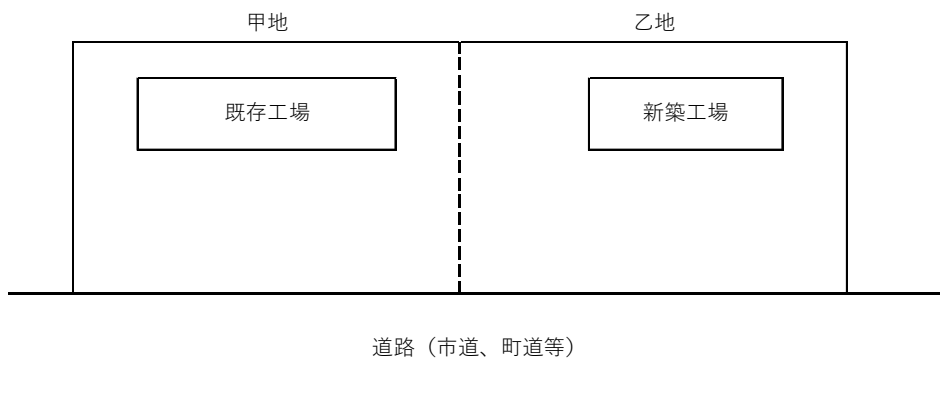 甲地
乙地
既存工場
新築工場
道路（市道、町道等）